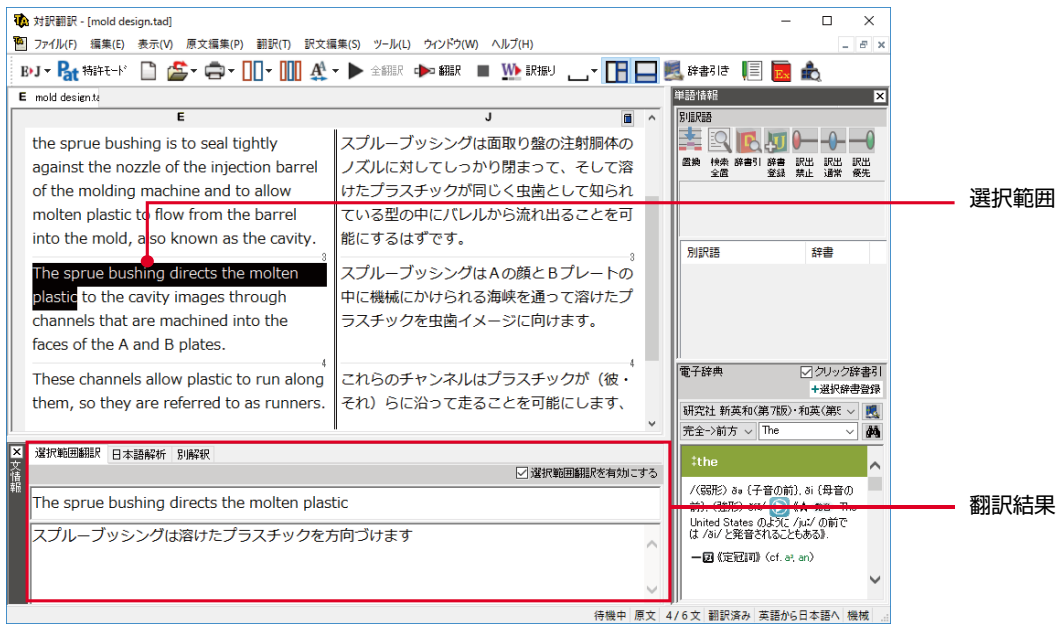 対訳翻訳 - [mold design.tad]
ファイル(F) 編集(E) 表示(V) 原文編集(P) 翻訳(T) 訳文編集(S) ツール(L) ウィンドウ(W) ヘルプ(H)
E▸J Pat 特許モード 全翻訳 翻訳 W 訳振り 辞書引き Ex
E mold design.ta
E J
the sprue bushing is to seal tightly
against the nozzle of the injection barrel
of the molding machine and to allow
molten plastic to flow from the barrel
into the mold, also known as the cavity.
スプルーブッシングは面取り盤の注射胴体の
ノズルに対してしっかり閉まって、そして溶
けたプラスチックが同じく虫歯として知られ
ている型の中にバレルから流れ出ることを可
能にするはずです。
3 3
The sprue bushing directs the molten
plastic to the cavity images through
channels that are machined into the
faces of the A and B plates.
スプルーブッシングはAの顔とBプレートの
中に機械にかけられる海峡を通って溶けたプ
ラスチックを虫歯イメージに向けます。
4 4
These channels allow plastic to run along
them, so they are referred to as runners.
これらのチャンネルはプラスチックが(彼・
それ)らに沿って走ることを可能にします、
単語情報
別訳語
置換 検索全置 辞書引 辞書登録 訳出禁止 訳出通常 訳出優先
別訳語 辞書
電子辞典 クリック辞書引
+選択辞書登録
研究社 新英和(第7版)・和英(第5
完全->前方 The
‡the
/(弱形) ðə (子音の前), ði (母音の
United States のように /juː/ の前で
は /ði/ と発音されることもある》.
《定冠詞》 (cf. a², an)
文情報
選択範囲翻訳 日本語解析 別解釈
選択範囲翻訳を有効にする
The sprue bushing directs the molten plastic
スプルーブッシングは溶けたプラスチックを方向づけます
待機中 原文 4/6文 翻訳済み 英語から日本語へ 機械
選択範囲
翻訳結果